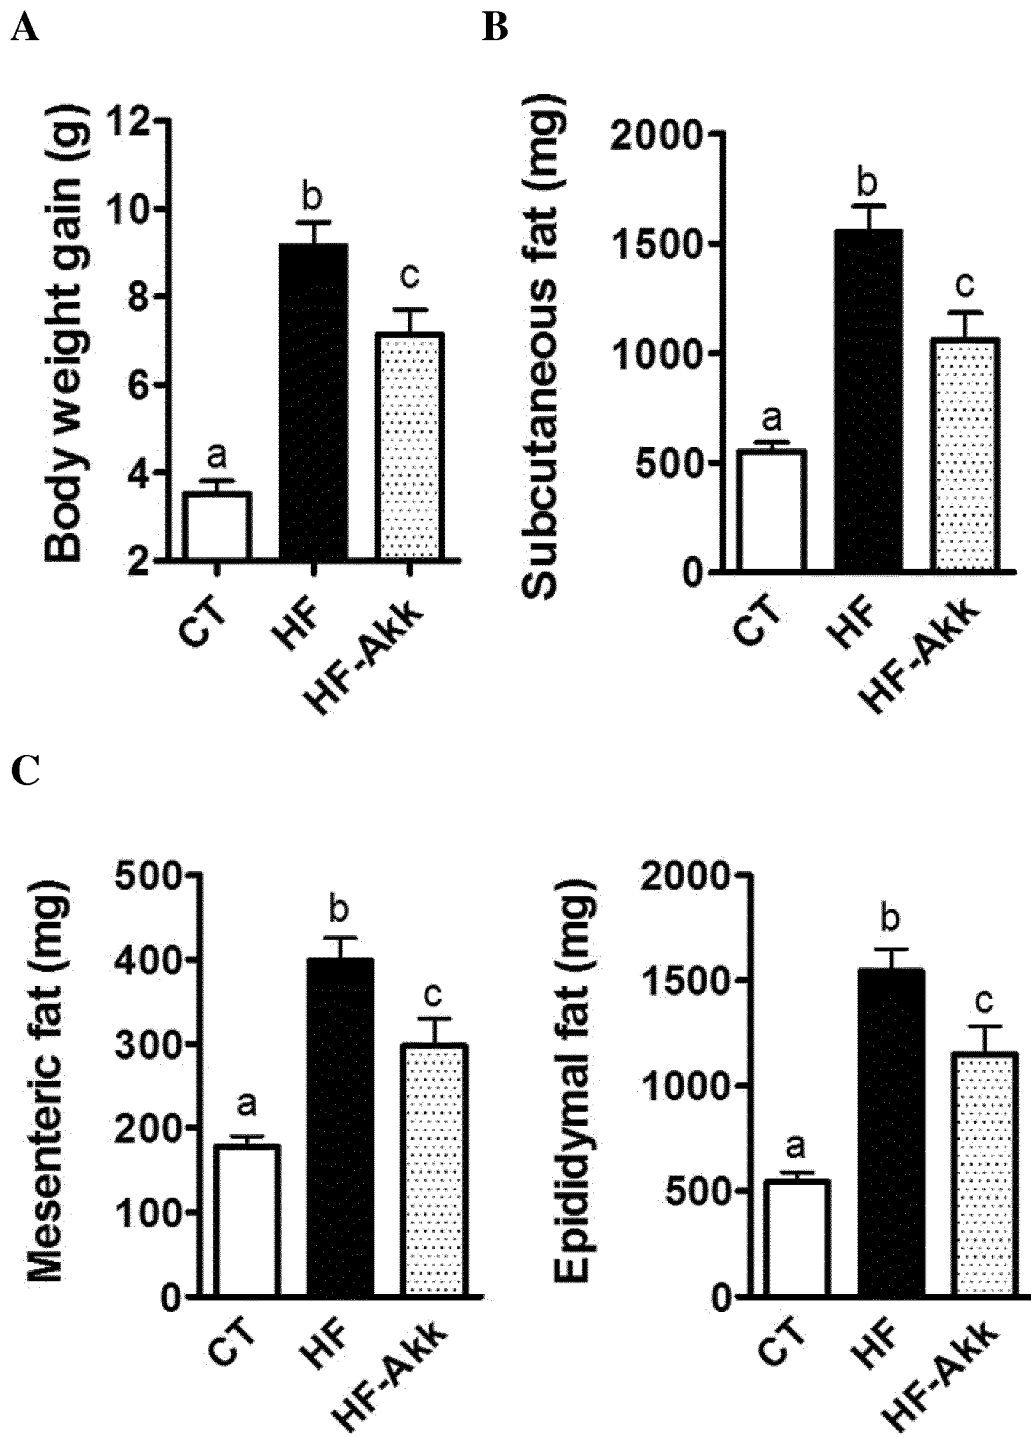 A
Body weight gain (g)
12
10
8
6
4
2
a
b
c
CT
HF
HF-Akk
B
Subcutaneous fat (mg)
2000
1500
1000
500
0
a
b
c
CT
HF
HF-Akk
C
Mesenteric fat (mg)
500
400
300
200
100
0
a
b
c
CT
HF
HF-Akk
Epididymal fat (mg)
2000
1500
1000
500
0
a
b
c
CT
HF
HF-Akk